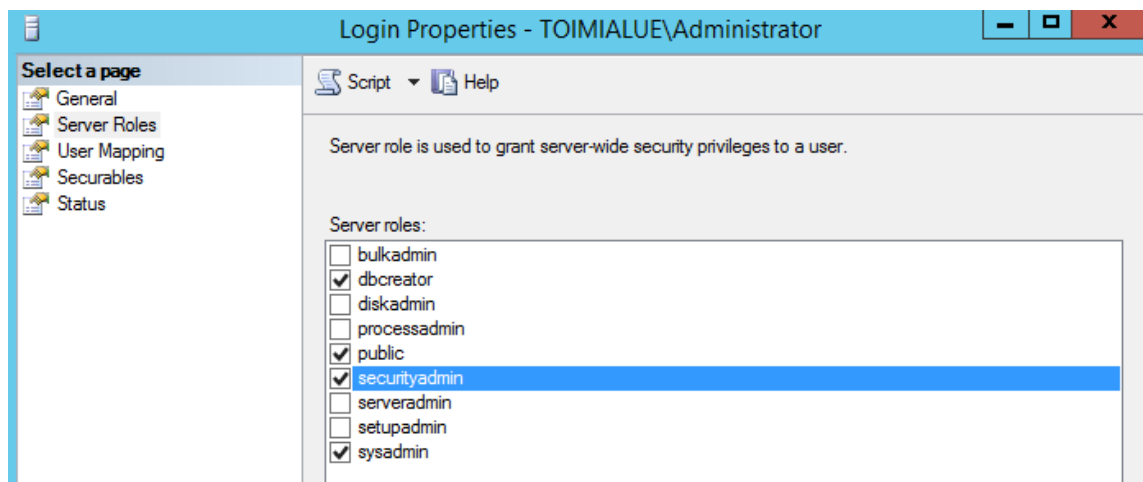 Login Properties - TOIMIALUE\Administrator
Select a page
General
Server Roles
User Mapping
Securables
Status
Script
Help
Server role is used to grant server-wide security privileges to a user.
Server roles:
bulkadmin
dbcreator
diskadmin
processadmin
public
securityadmin
serveradmin
setupadmin
sysadmin